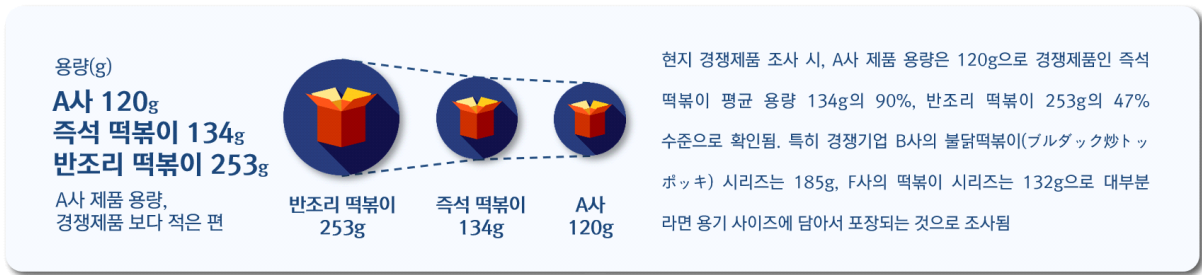 용량(g)
A사 120g
즉석 떡볶이 134g
반조리 떡볶이 253g
A사 제품 용량,
경쟁제품 보다 적은 편
반조리 떡볶이
253g
즉석 떡볶이
134g
A사
120g
현지 경쟁제품 조사 시, A사 제품 용량은 120g으로 경쟁제품인 즉석
떡볶이 평균 용량 134g의 90%, 반조리 떡볶이 253g의 47%
수준으로 확인됨. 특히 경쟁기업 B사의 불닭떡볶이(ブルダック炒トッ
ポッキ) 시리즈는 185g, F사의 떡볶이 시리즈는 132g으로 대부분
라면 용기 사이즈에 담아서 포장되는 것으로 조사됨